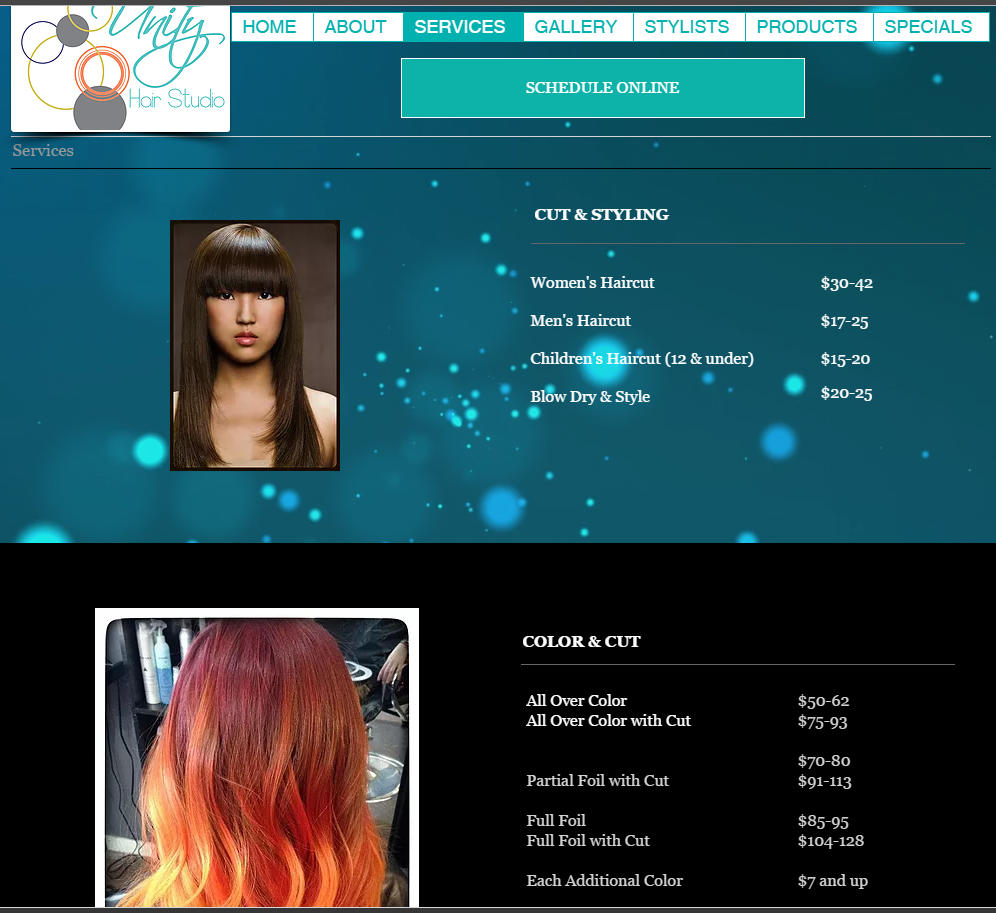 Unity
Hair Studio
HOME ABOUT SERVICES GALLERY STYLISTS PRODUCTS SPECIALS
SCHEDULE ONLINE
Services
CUT & STYLING
Women's Haircut $30-42
Men's Haircut $17-25
Children's Haircut (12 & under) $15-20
Blow Dry & Style $20-25
COLOR & CUT
All Over Color $50-62
All Over Color with Cut $75-93
$70-80
Partial Foil with Cut $91-113
Full Foil $85-95
Full Foil with Cut $104-128
Each Additional Color $7 and up